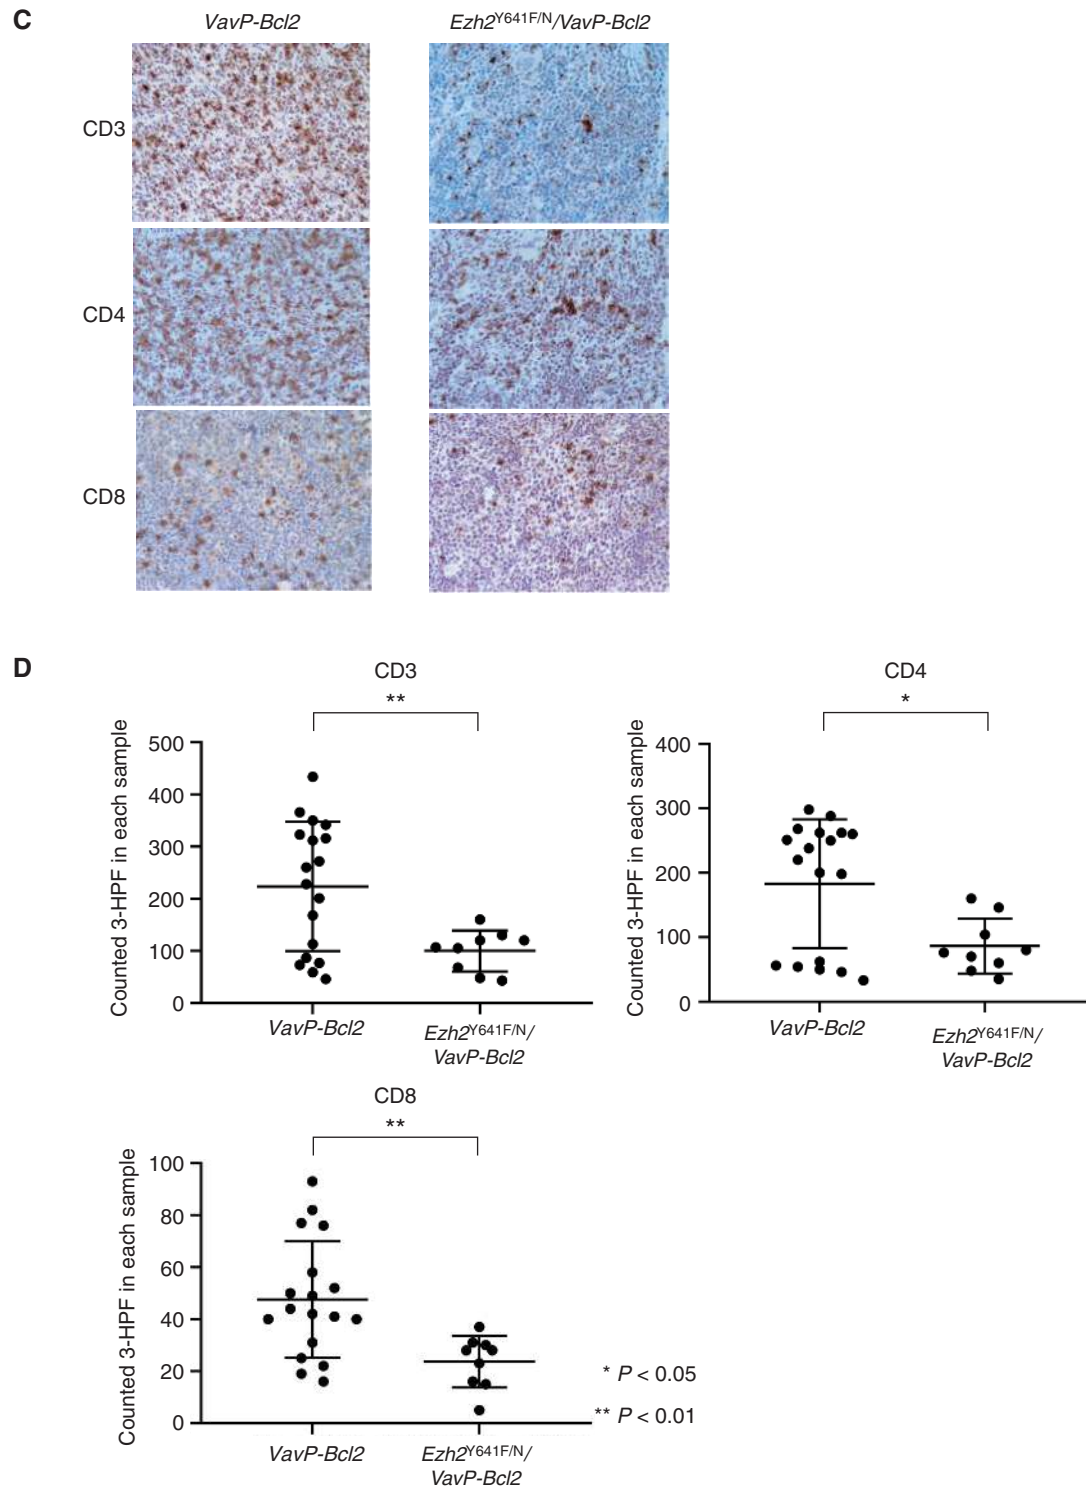 C
VavP-Bcl2
Ezh2Y641F/N/VavP-Bcl2
CD3
CD4
CD8
D
CD3
**
Counted 3-HPF in each sample
500
400
300
200
100
0
VavP-Bcl2
Ezh2Y641F/N/
VavP-Bcl2
CD4
*
Counted 3-HPF in each sample
400
300
200
100
0
VavP-Bcl2
Ezh2Y641F/N/
VavP-Bcl2
CD8
**
Counted 3-HPF in each sample
100
80
60
40
20
0
VavP-Bcl2
Ezh2Y641F/N/
VavP-Bcl2
* P < 0.05
** P < 0.01